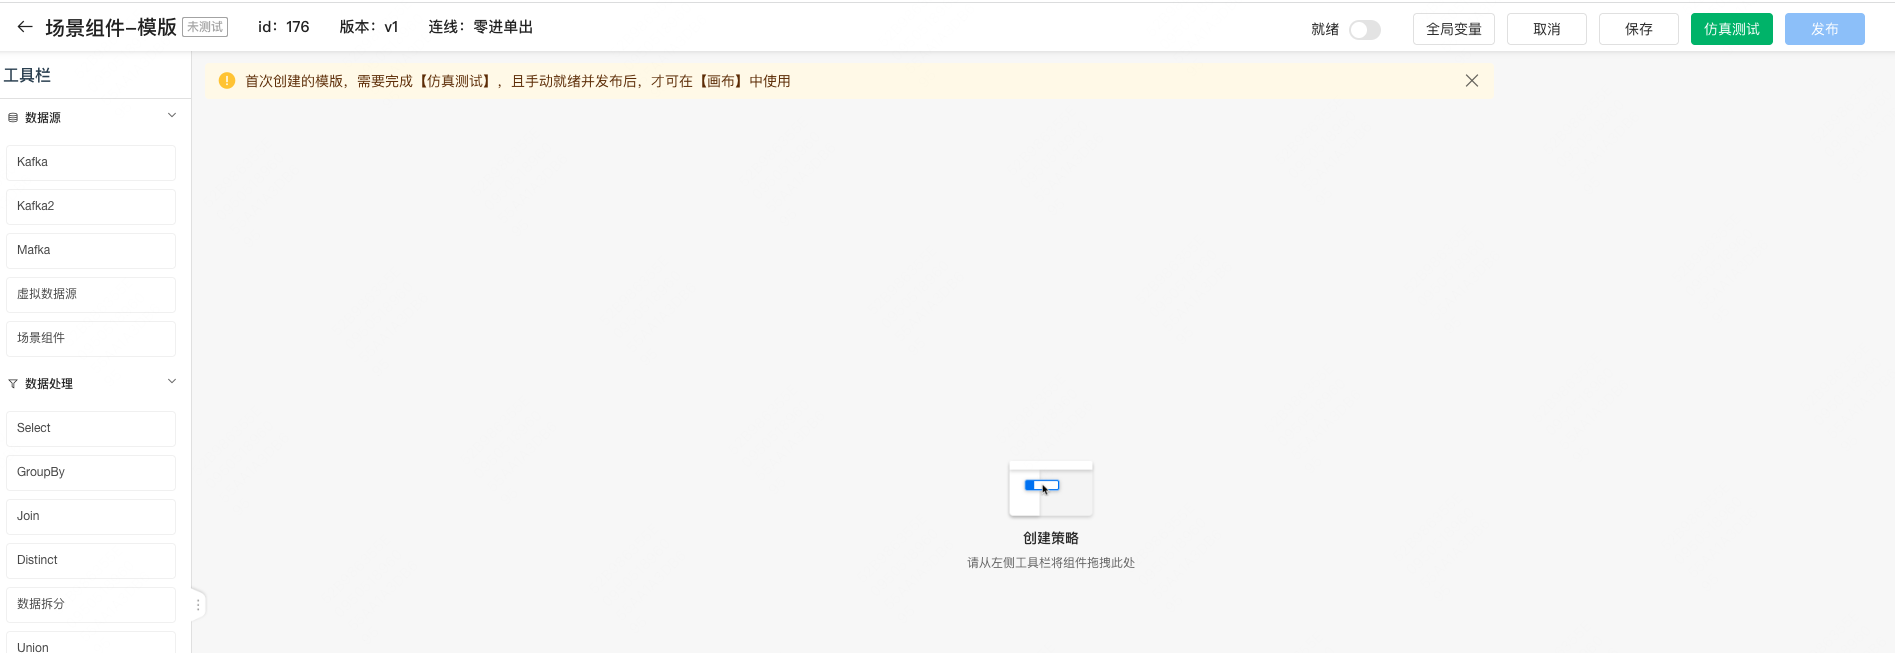 场景组件-模版 未测试 id: 176 版本: v1 连线: 零进单出 就绪 全局变量 取消 保存 仿真测试 发布
工具栏
首次创建的模版，需要完成【仿真测试】，且手动就绪并发布后，才可在【画布】中使用
数据源
Kafka
Kafka2
Mafka
虚拟数据源
场景组件
数据处理
Select
GroupBy
Join
Distinct
数据拆分
Union
创建策略
请从左侧工具栏将组件拖拽此处